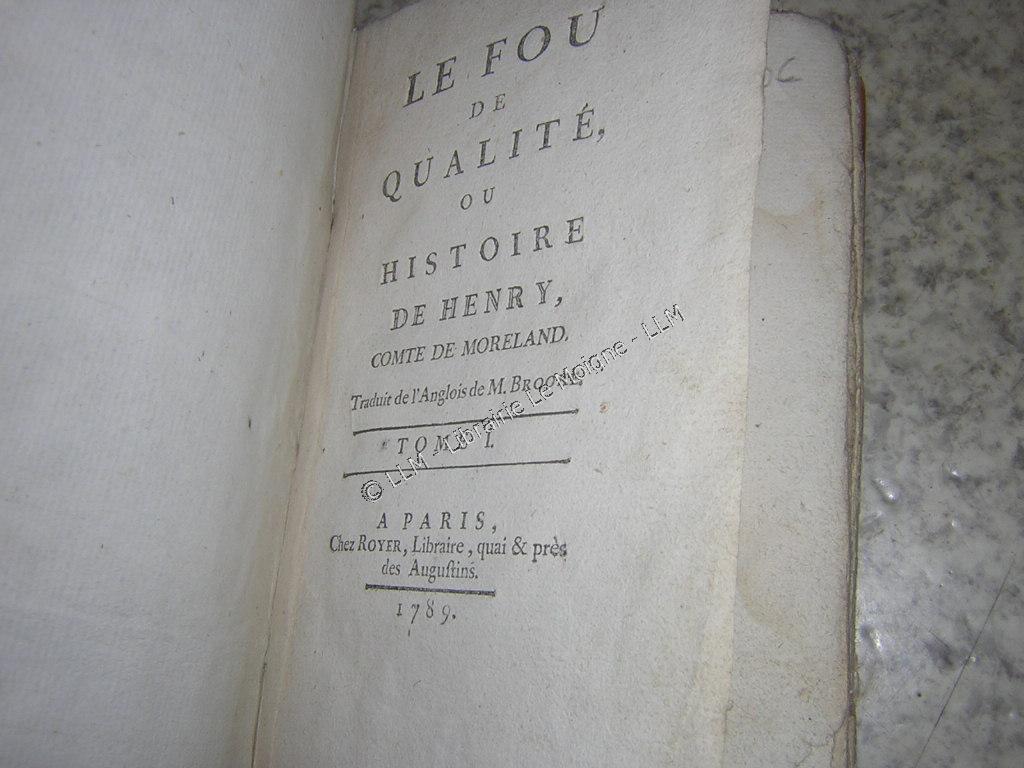 LE FOU
DE
QUALITÉ,
OU
HISTOIRE
DE HENRY,
COMTE DE MORELAND.
Traduit de l'Anglois de M. BROOKE.
TOME I.
A PARIS,
Chez ROYER, Libraire, quai & près
des Auguſtins.
1789.
© LLM - Librairie Le Moigne - LLM